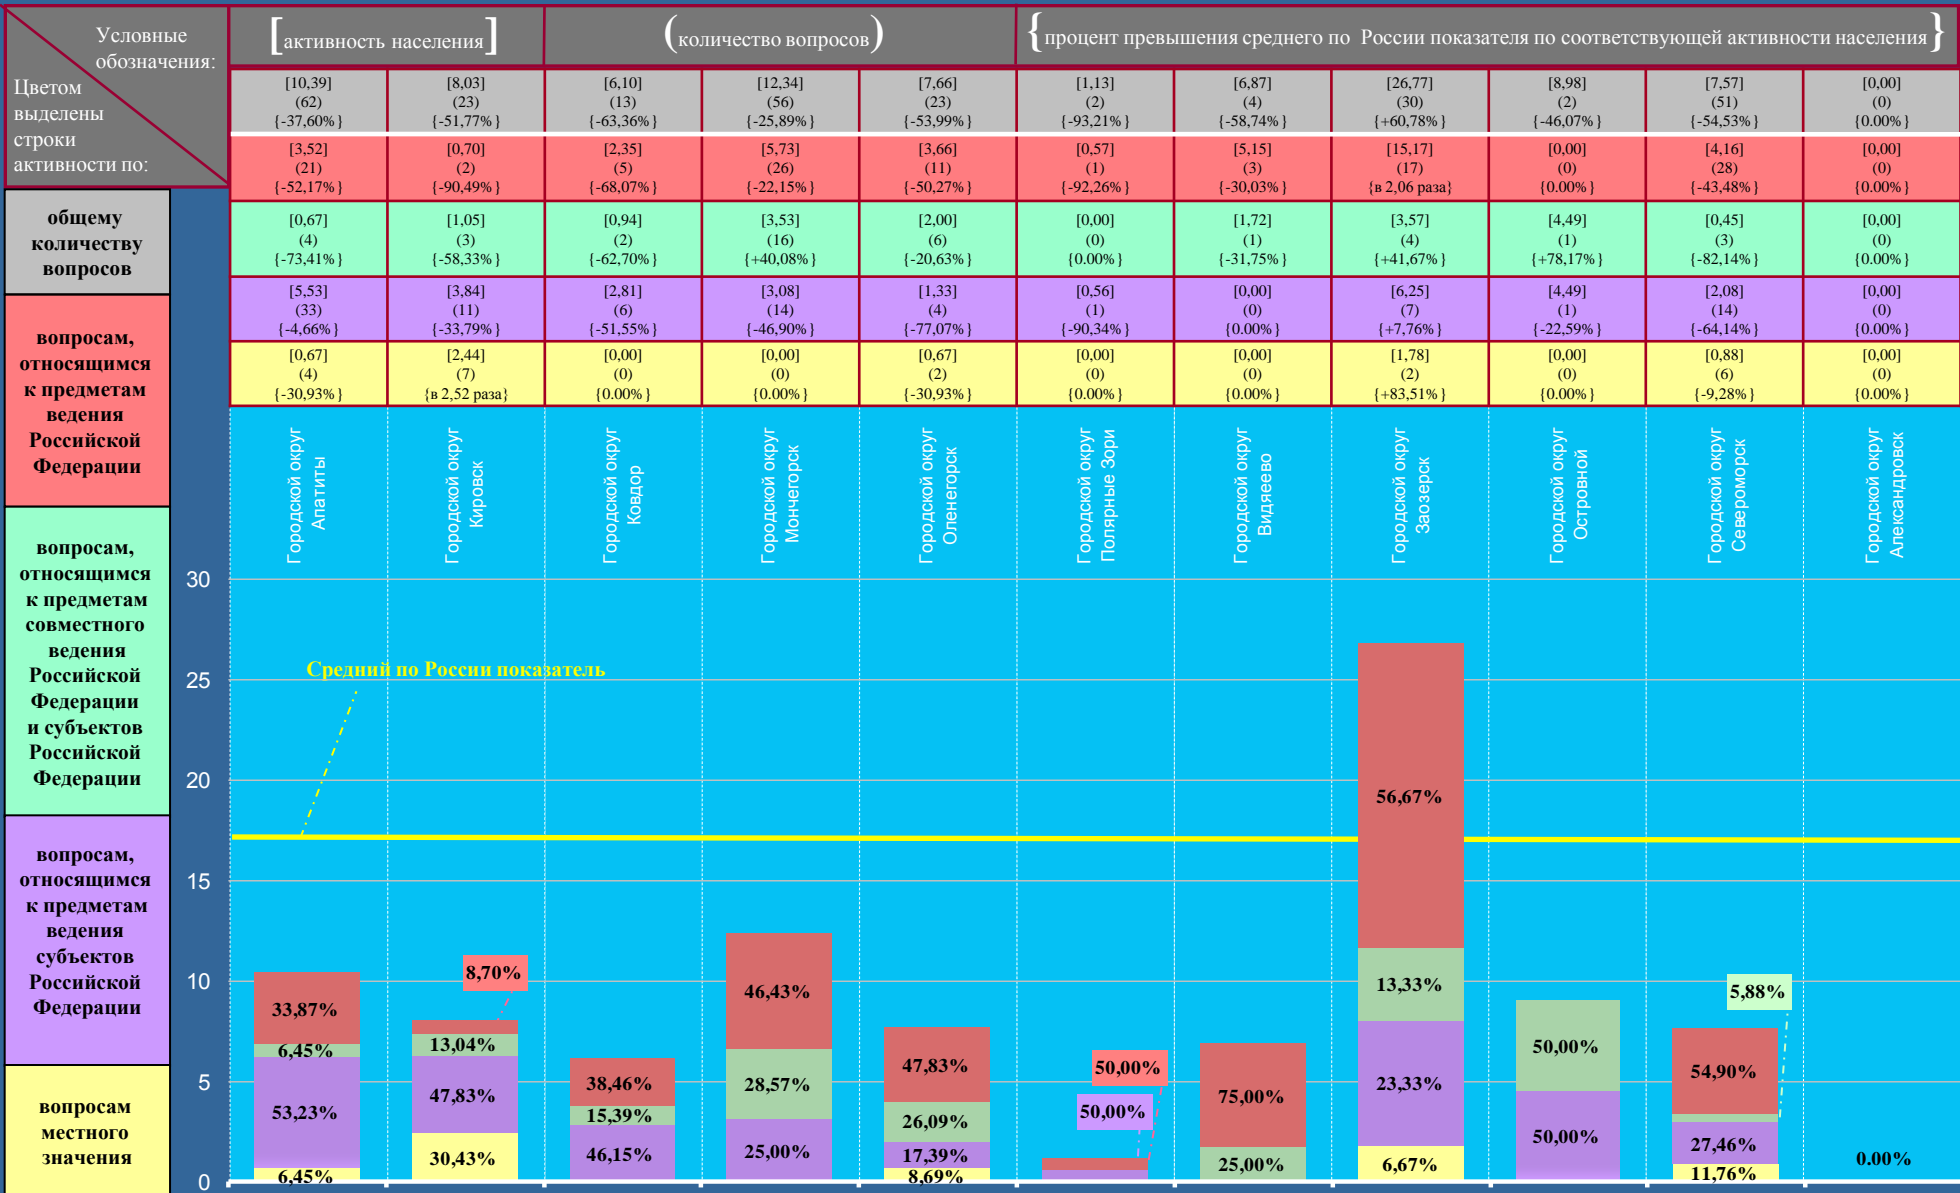 Условные
обозначения:
Цветом
выделены
строки
активности по:
[активность населения]
(количество вопросов)
{процент превышения среднего по России показателя по соответствующей активности населения}
[10,39] [8,03] [6,10] [12,34] [7,66] [1,13] [6,87] [26,77] [8,98] [7,57] [0,00]
(62) (23) (13) (56) (23) (2) (4) (30) (2) (51) (0)
{-37,60%} {-51,77%} {-63,36%} {-25,89%} {-53,99%} {-93,21%} {-58,74%} {+60,78%} {-46,07%} {-54,53%} {0.00%}
[3,52] [0,70] [2,35] [5,73] [3,66] [0,57] [5,15] [15,17] [0,00] [4,16] [0,00]
(21) (2) (5) (26) (11) (1) (3) (17) (0) (28) (0)
{-52,17%} {-90,49%} {-68,07%} {-22,15%} {-50,27%} {-92,26%} {-30,03%} {в 2,06 раза} {0.00%} {-43,48%} {0.00%}
[0,67] [1,05] [0,94] [3,53] [2,00] [0,00] [1,72] [3,57] [4,49] [0,45] [0,00]
(4) (3) (2) (16) (6) (0) (1) (4) (1) (3) (0)
{-73,41%} {-58,33%} {-62,70%} {+40,08%} {-20,63%} {0.00%} {-31,75%} {+41,67%} {+78,17%} {-82,14%} {0.00%}
[5,53] [3,84] [2,81] [3,08] [1,33] [0,56] [0,00] [6,25] [4,49] [2,08] [0,00]
(33) (11) (6) (14) (4) (1) (0) (7) (1) (14) (0)
{-4,66%} {-33,79%} {-51,55%} {-46,90%} {-77,07%} {-90,34%} {0.00%} {+7,76%} {-22,59%} {-64,14%} {0.00%}
[0,67] [2,44] [0,00] [0,00] [0,67] [0,00] [0,00] [1,78] [0,00] [0,88] [0,00]
(4) (7) (0) (0) (2) (0) (0) (2) (0) (6) (0)
{-30,93%} {в 2,52 раза} {0.00%} {0.00%} {-30,93%} {0.00%} {0.00%} {+83,51%} {0.00%} {-9,28%} {0.00%}
общему
количеству
вопросов
вопросам,
относящимся
к предметам
ведения
Российской
Федерации
вопросам,
относящимся
к предметам
совместного
ведения
Российской
Федерации
и субъектов
Российской
Федерации
вопросам,
относящимся
к предметам
ведения
субъектов
Российской
Федерации
вопросам
местного
значения
Городской округ
Апатиты
Городской округ
Кировск
Городской округ
Ковдор
Городской округ
Мончегорск
Городской округ
Оленегорск
Городской округ
Полярные Зори
Городской округ
Видяеево
Городской округ
Заозерск
Городской округ
Островной
Городской округ
Североморск
Городской округ
Александровск
30
25
20
15
10
5
0
Средний по России показатель
33,87%
6,45%
53,23%
6,45%
8,70%
13,04%
47,83%
30,43%
38,46%
15,39%
46,15%
46,43%
28,57%
25,00%
47,83%
26,09%
17,39%
8,69%
50,00%
50,00%
75,00%
25,00%
56,67%
13,33%
23,33%
6,67%
50,00%
50,00%
5,88%
54,90%
27,46%
11,76%
0.00%